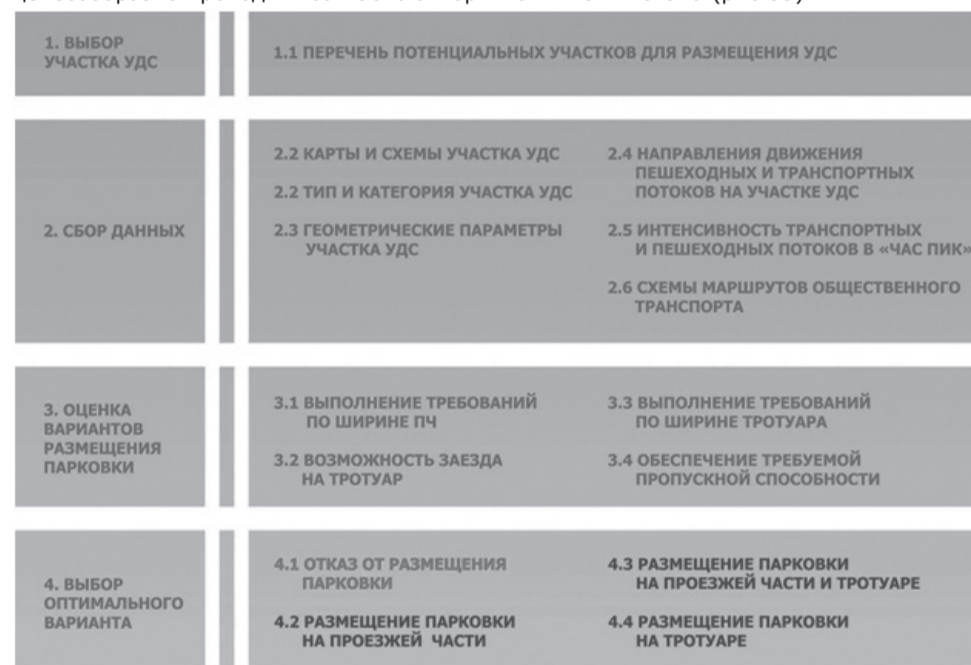 1. ВЫБОР
УЧАСТКА УДС
1.1 ПЕРЕЧЕНЬ ПОТЕНЦИАЛЬНЫХ УЧАСТКОВ ДЛЯ РАЗМЕЩЕНИЯ УДС
2. СБОР ДАННЫХ
2.2 КАРТЫ И СХЕМЫ УЧАСТКА УДС
2.2 ТИП И КАТЕГОРИЯ УЧАСТКА УДС
2.3 ГЕОМЕТРИЧЕСКИЕ ПАРАМЕТРЫ
УЧАСТКА УДС
2.4 НАПРАВЛЕНИЯ ДВИЖЕНИЯ
ПЕШЕХОДНЫХ И ТРАНСПОРТНЫХ
ПОТОКОВ НА УЧАСТКЕ УДС
2.5 ИНТЕНСИВНОСТЬ ТРАНСПОРТНЫХ
И ПЕШЕХОДНЫХ ПОТОКОВ В «ЧАС ПИК»
2.6 СХЕМЫ МАРШРУТОВ ОБЩЕСТВЕННОГО
ТРАНСПОРТА
3. ОЦЕНКА
ВАРИАНТОВ
РАЗМЕЩЕНИЯ
ПАРКОВКИ
3.1 ВЫПОЛНЕНИЕ ТРЕБОВАНИЙ
ПО ШИРИНЕ ПЧ
3.2 ВОЗМОЖНОСТЬ ЗАЕЗДА
НА ТРОТУАР
3.3 ВЫПОЛНЕНИЕ ТРЕБОВАНИЙ
ПО ШИРИНЕ ТРОТУАРА
3.4 ОБЕСПЕЧЕНИЕ ТРЕБУЕМОЙ
ПРОПУСКНОЙ СПОСОБНОСТИ
4. ВЫБОР
ОПТИМАЛЬНОГО
ВАРИАНТА
4.1 ОТКАЗ ОТ РАЗМЕЩЕНИЯ
ПАРКОВКИ
4.2 РАЗМЕЩЕНИЕ ПАРКОВКИ
НА ПРОЕЗЖЕЙ ЧАСТИ
4.3 РАЗМЕЩЕНИЕ ПАРКОВКИ
НА ПРОЕЗЖЕЙ ЧАСТИ И ТРОТУАРЕ
4.4 РАЗМЕЩЕНИЕ ПАРКОВКИ
НА ТРОТУАРЕ